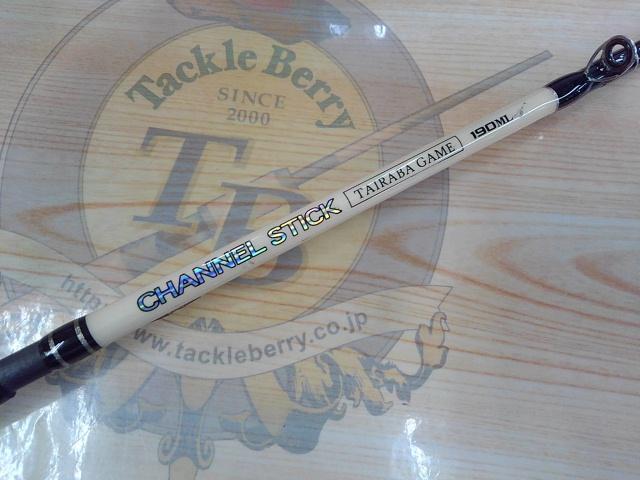 Tackle Berry
SINCE
2000
TB
CHANNEL STICK TAIRABA GAME 190ML
www.tackleberry.co.jp